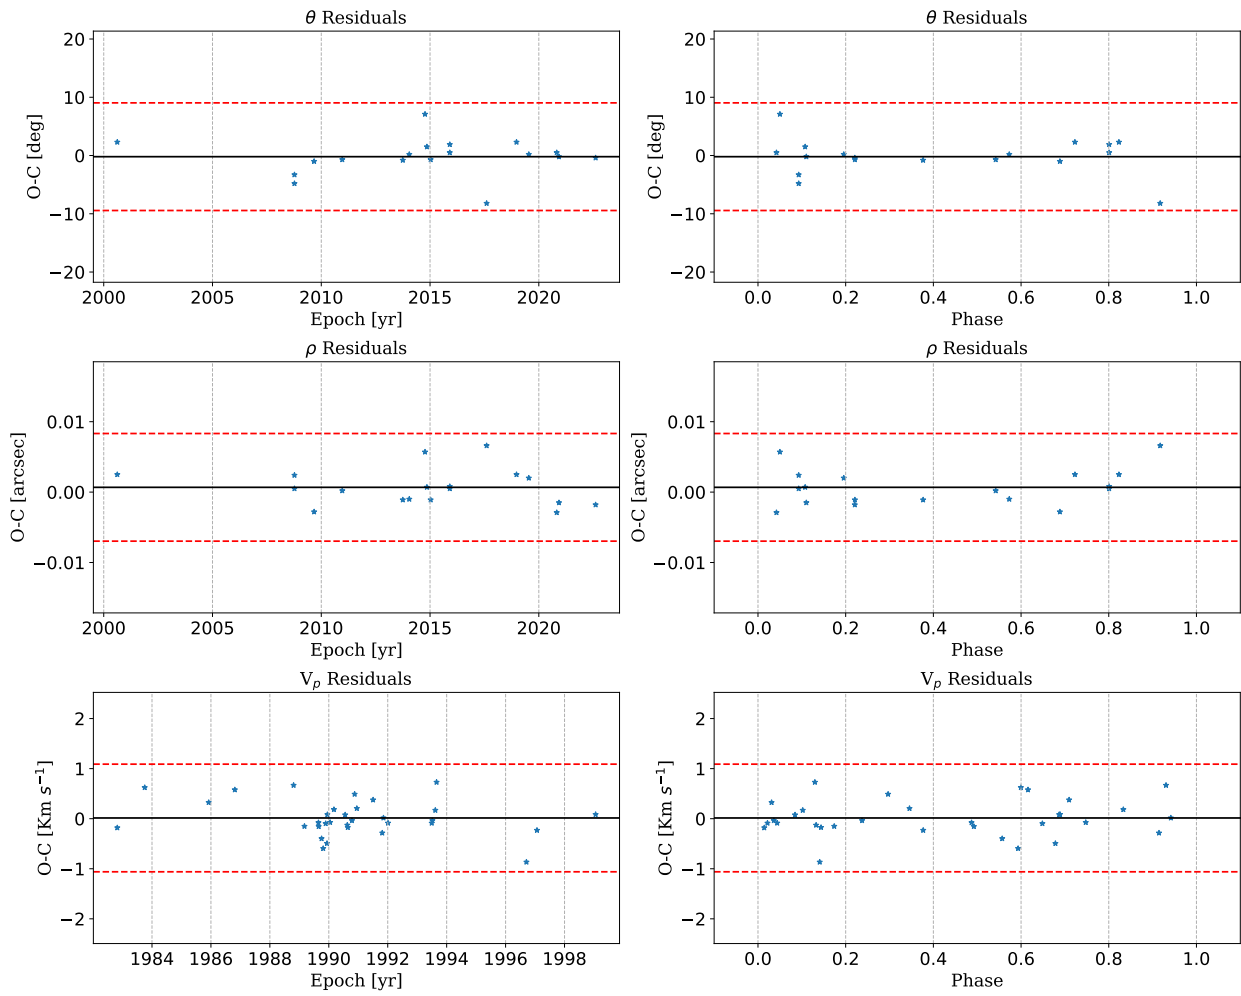 θ Residuals
20
10
0
−10
−20
O-C [deg]
2000 2005 2010 2015 2020
Epoch [yr]
θ Residuals
20
10
0
−10
−20
O-C [deg]
0.0 0.2 0.4 0.6 0.8 1.0
Phase
ρ Residuals
0.01
0.00
−0.01
O-C [arcsec]
2000 2005 2010 2015 2020
Epoch [yr]
ρ Residuals
0.01
0.00
−0.01
O-C [arcsec]
0.0 0.2 0.4 0.6 0.8 1.0
Phase
Vₚ Residuals
2
1
0
−1
−2
O-C [Km s⁻¹]
1984 1986 1988 1990 1992 1994 1996 1998
Epoch [yr]
Vₚ Residuals
2
1
0
−1
−2
O-C [Km s⁻¹]
0.0 0.2 0.4 0.6 0.8 1.0
Phase